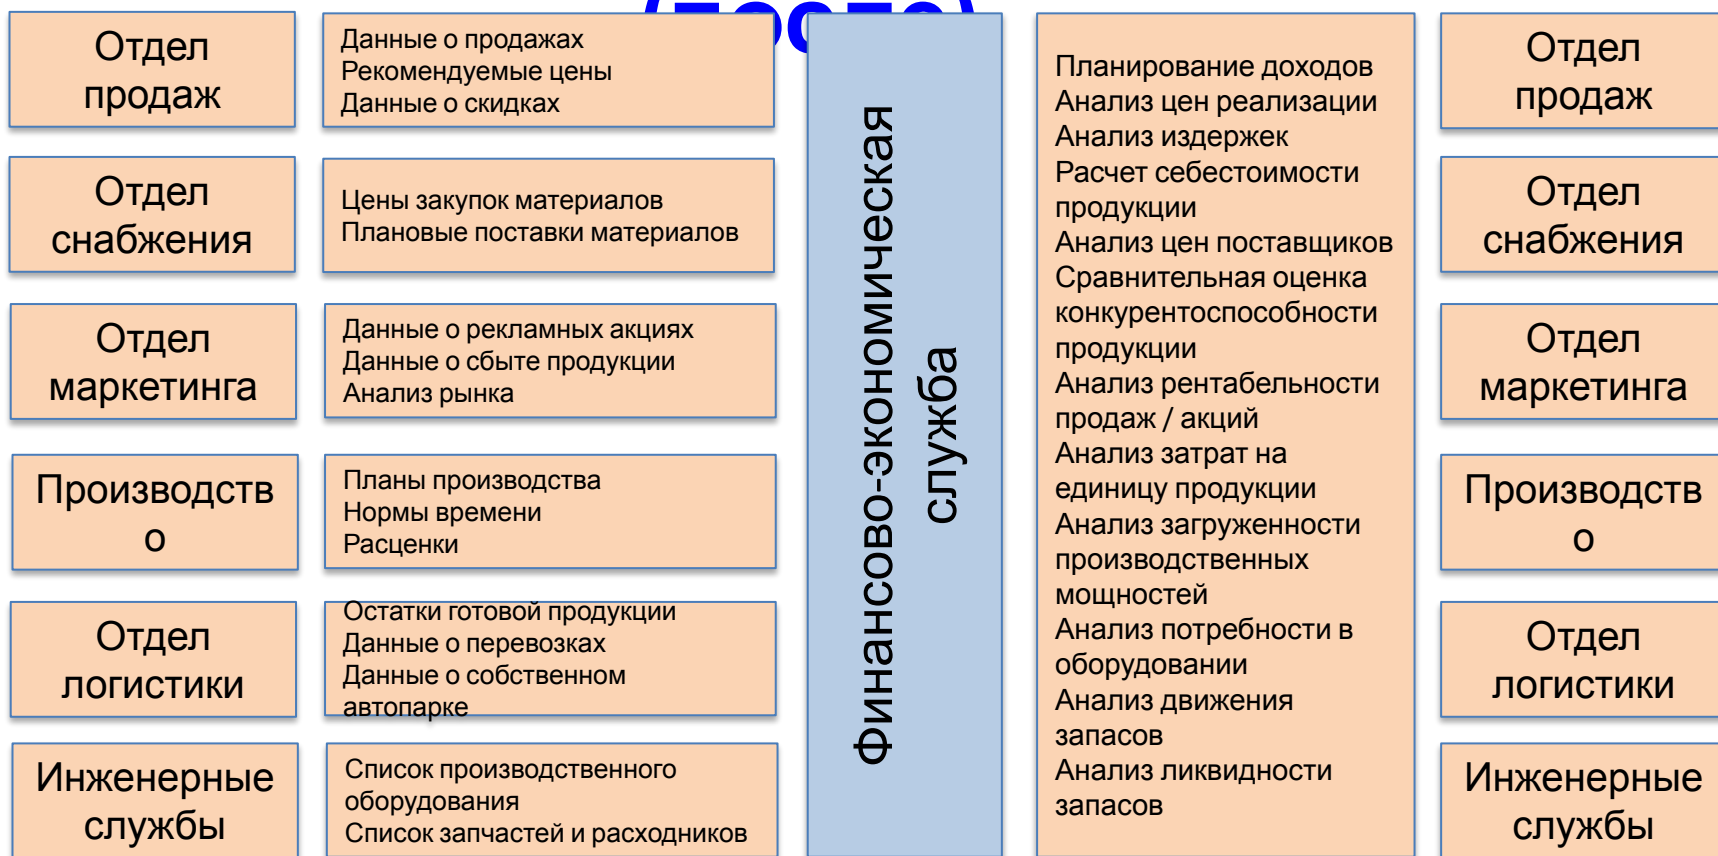 Отдел
продаж
Данные о продажах
Рекомендуемые цены
Данные о скидках
Отдел
снабжения
Цены закупок материалов
Плановые поставки материалов
Отдел
маркетинга
Данные о рекламных акциях
Данные о сбыте продукции
Анализ рынка
Производств
о
Планы производства
Нормы времени
Расценки
Отдел
логистики
Остатки готовой продукции
Данные о перевозках
Данные о собственном
автопарке
Инженерные
службы
Список производственного
оборудования
Список запчастей и расходников
Финансово-экономическая
служба
Планирование доходов
Анализ цен реализации
Анализ издержек
Расчет себестоимости
продукции
Анализ цен поставщиков
Сравнительная оценка
конкурентоспособности
продукции
Анализ рентабельности
продаж / акций
Анализ затрат на
единицу продукции
Анализ загруженности
производственных
мощностей
Анализ потребности в
оборудовании
Анализ движения
запасов
Анализ ликвидности
запасов
Отдел
продаж
Отдел
снабжения
Отдел
маркетинга
Производств
о
Отдел
логистики
Инженерные
службы